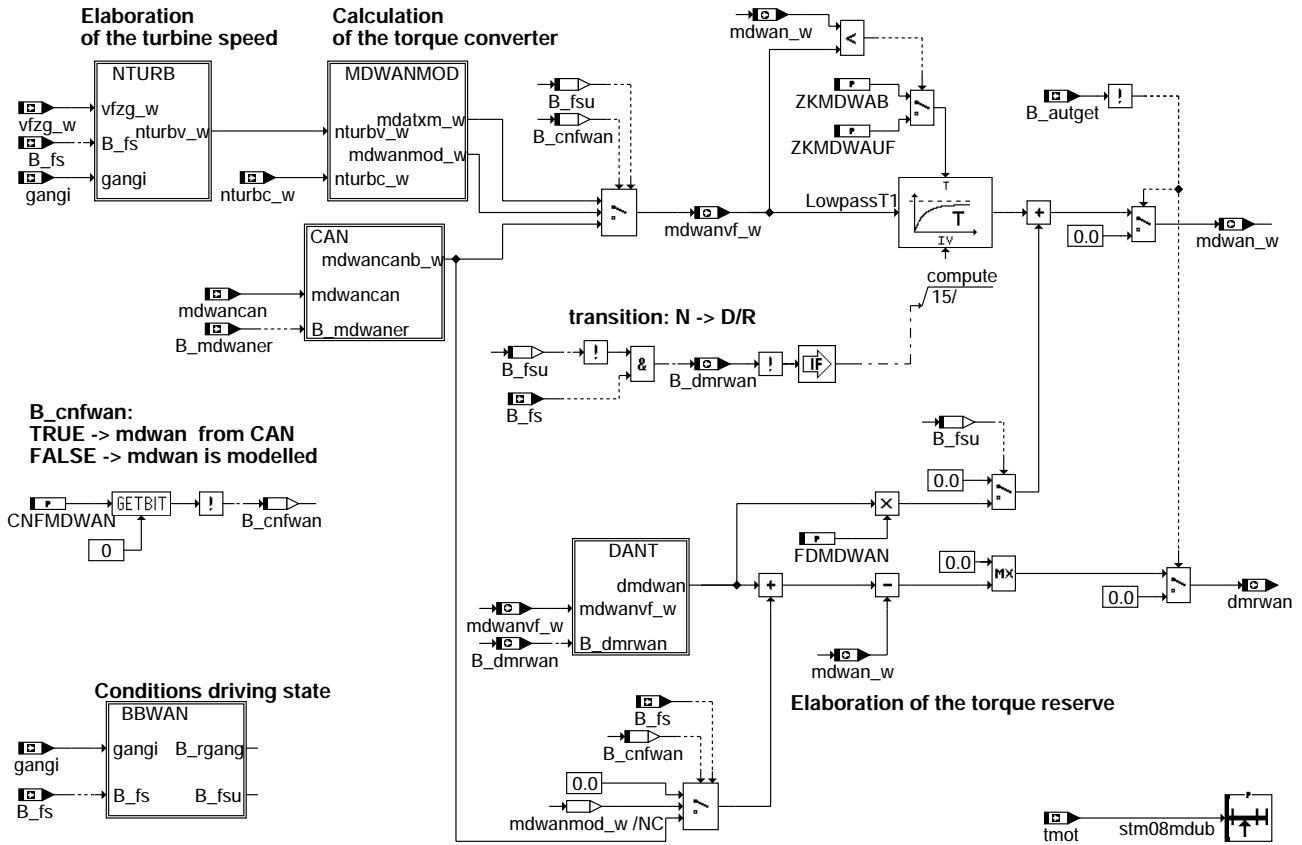 Elaboration
of the turbine speed
NTURB
vfzg_w
vfzg_w
nturbv_w
B_fs
B_fs
gangi
gangi
Calculation
of the torque converter
MDWANMOD
mdatxm_w
nturbv_w
mdwanmod_w
nturbc_w
nturbc_w
CAN
mdwancanb_w
mdwancan
mdwancan
B_mdwaner
B_mdwaner
B_fsu
B_cnfwan
mdwanvf_w
mdwan_w
<
P
ZKMDWAB
P
ZKMDWAUF
LowpassT1
T
T
IV
compute
15/
+
B_autget
!
0.0
mdwan_w
transition: N -> D/R
B_fsu
!
&
B_fs
B_dmrwan
!
IF
B_cnfwan:
TRUE -> mdwan from CAN
FALSE -> mdwan is modelled
P
CNFMDWAN
GETBIT
!
B_cnfwan
0
B_fsu
0.0
X
P
FDMDWAN
DANT
dmdwan
mdwanvf_w
mdwanvf_w
B_dmrwan
B_dmrwan
+
-
mdwan_w
0.0
MX
0.0
dmrwan
Elaboration of the torque reserve
Conditions driving state
BBWAN
gangi
gangi
B_rgang
B_fs
B_fs
B_fsu
B_fs
B_cnfwan
0.0
mdwanmod_w /NC
tmot
stm08mdub
P